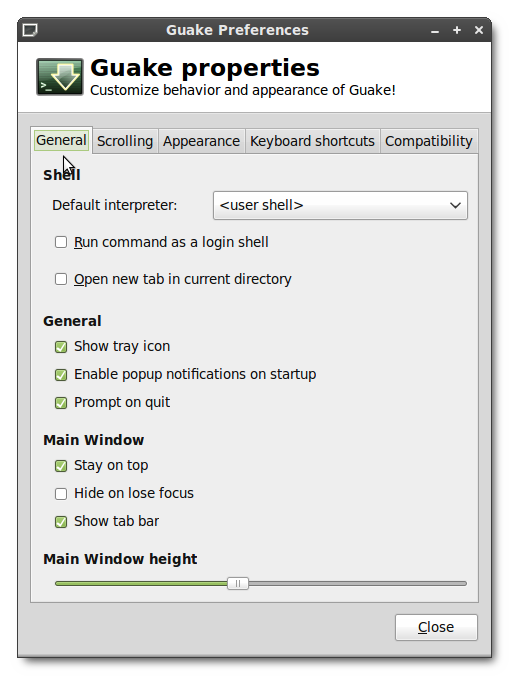 Guake Preferences
>_
Guake properties
Customize behavior and appearance of Guake!
General Scrolling Appearance Keyboard shortcuts Compatibility
Shell
Default interpreter: <user shell>
Run command as a login shell
Open new tab in current directory
General
Show tray icon
Enable popup notifications on startup
Prompt on quit
Main Window
Stay on top
Hide on lose focus
Show tab bar
Main Window height
Close